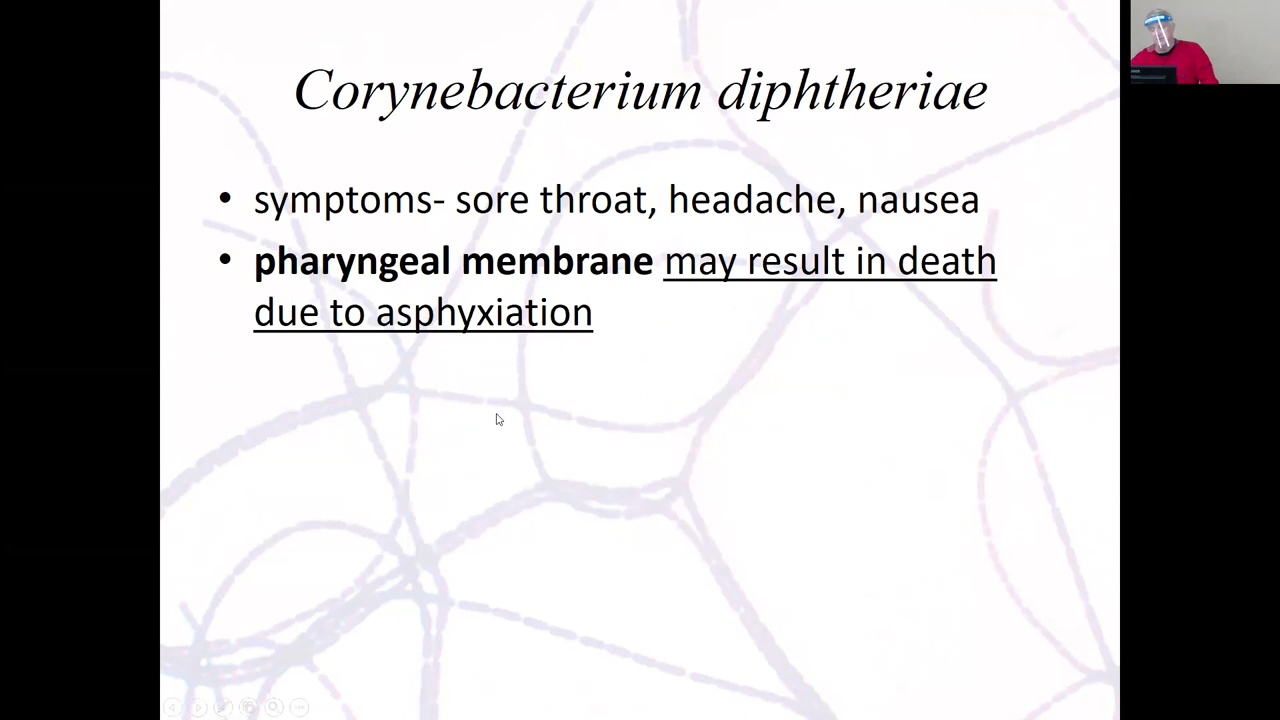 Corynebacterium diphtheriae
• symptoms- sore throat, headache, nausea
• pharyngeal membrane may result in death
due to asphyxiation